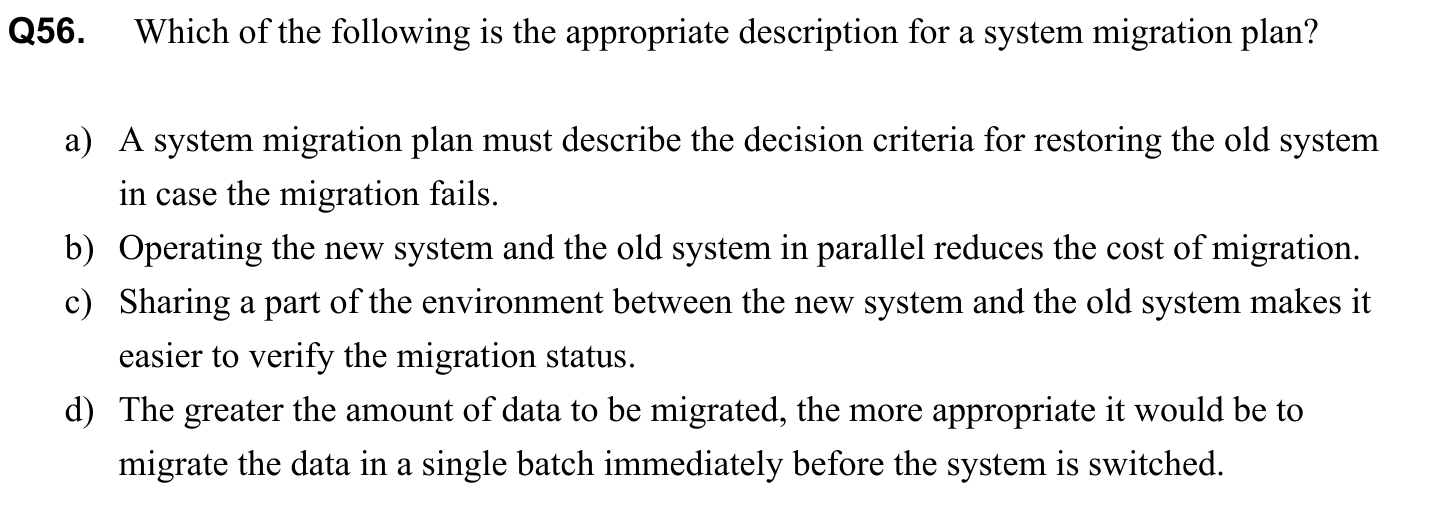 Q56. Which of the following is the appropriate description for a system migration plan?
a) A system migration plan must describe the decision criteria for restoring the old system
in case the migration fails.
b) Operating the new system and the old system in parallel reduces the cost of migration.
c) Sharing a part of the environment between the new system and the old system makes it
easier to verify the migration status.
d) The greater the amount of data to be migrated, the more appropriate it would be to
migrate the data in a single batch immediately before the system is switched.